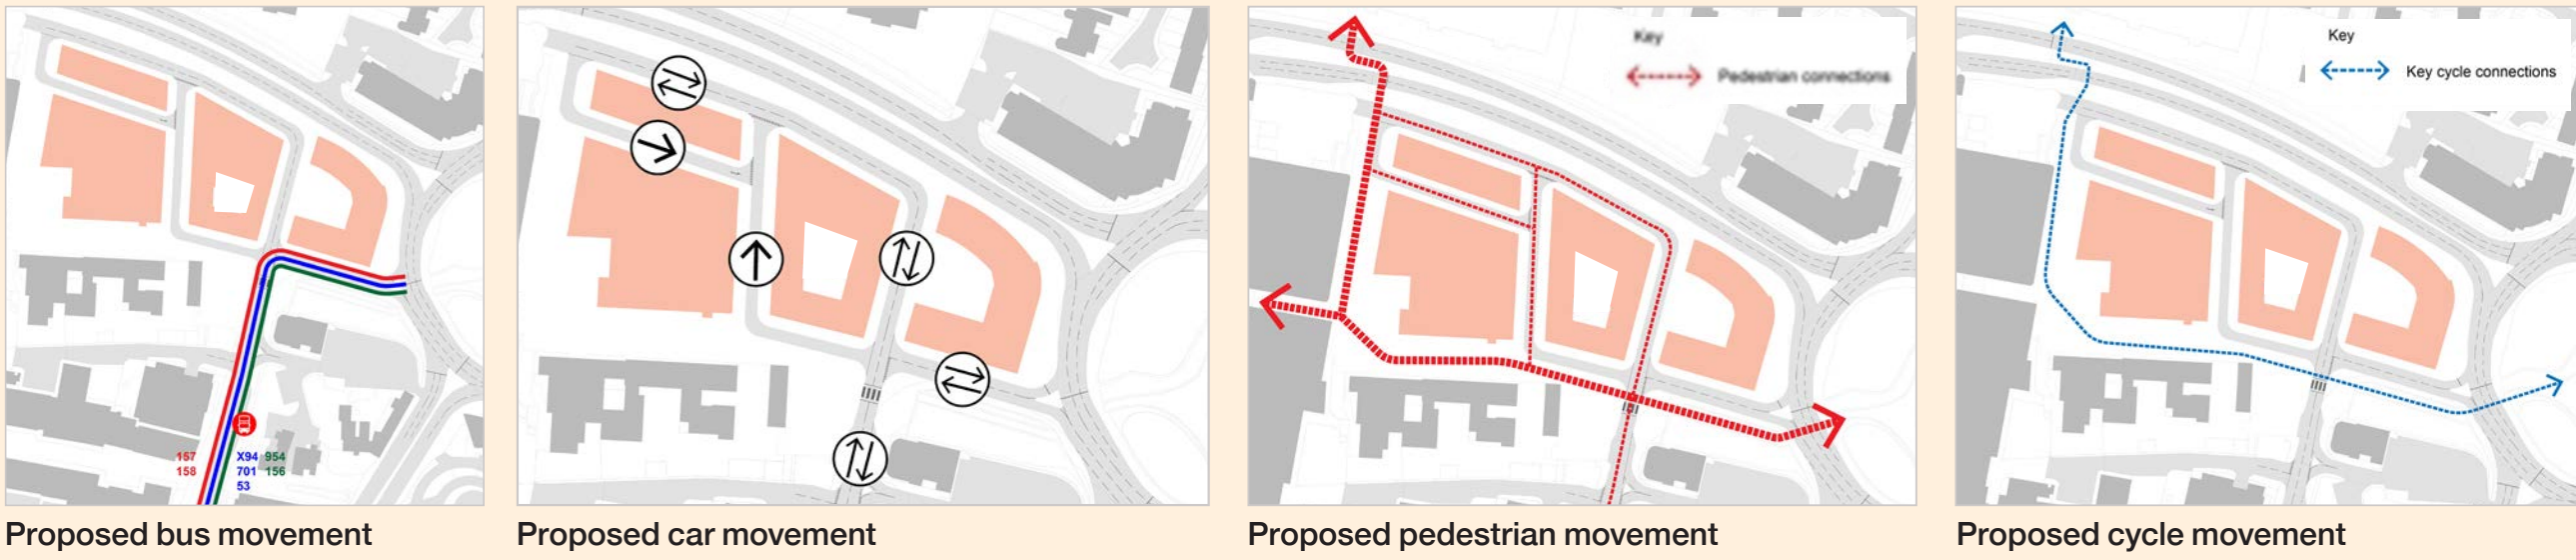 157
158
X94
701
53
954
156
Proposed bus movement
Proposed car movement
Key
Pedestrian connections
Proposed pedestrian movement
Key
Key cycle connections
Proposed cycle movement